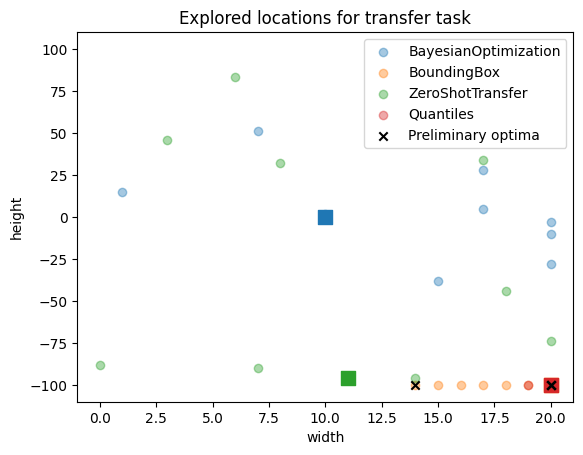 Explored locations for transfer task
BayesianOptimization
BoundingBox
ZeroShotTransfer
Quantiles
Preliminary optima
100
75
50
25
0
−25
−50
−75
−100
height
0.0 2.5 5.0 7.5 10.0 12.5 15.0 17.5 20.0
width